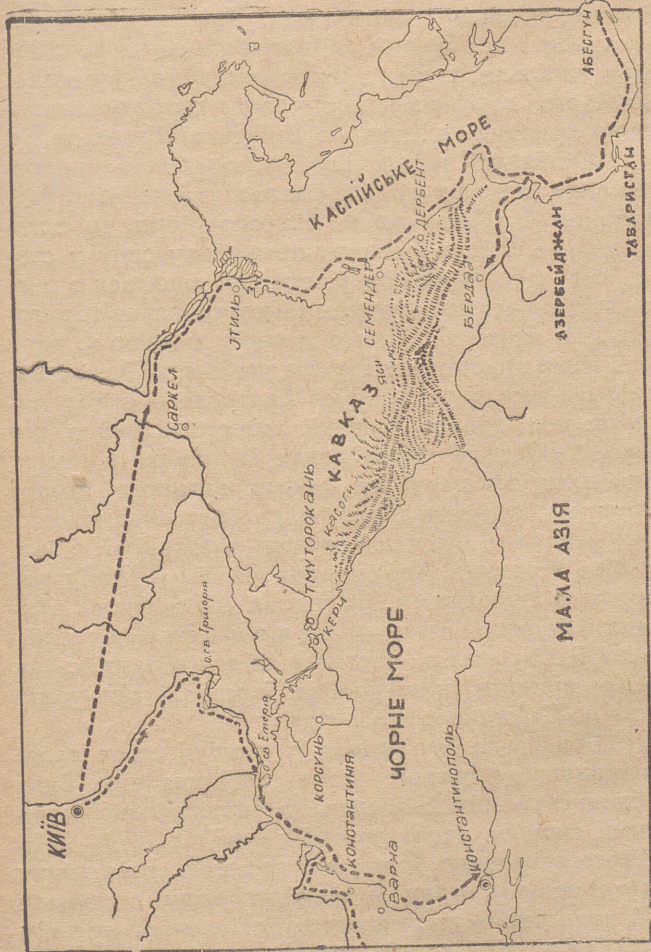 КИЇВ
САРКЕЛ
ІТИЛЬ
КАСПІЙСЬКЕ МОРЕ
о. св. Григорія
о. св. Етерія
КОРСУНЬ
КЕРЧ
ТМУТОРОКАНЬ
КАСОГИ
КАВКАЗ
ЯСИ
СЕМЕНДЕР
ДЕРБЕНТ
БЕРДАА
АЗЕРБЕЙДЖАН
ТАБАРИСТАН
АБЕСГУН
КОНСТАНТИНІЯ
ВАРНА
ЧОРНЕ МОРЕ
КОНСТАНТИНОПОЛЬ
МАЛА АЗІЯ